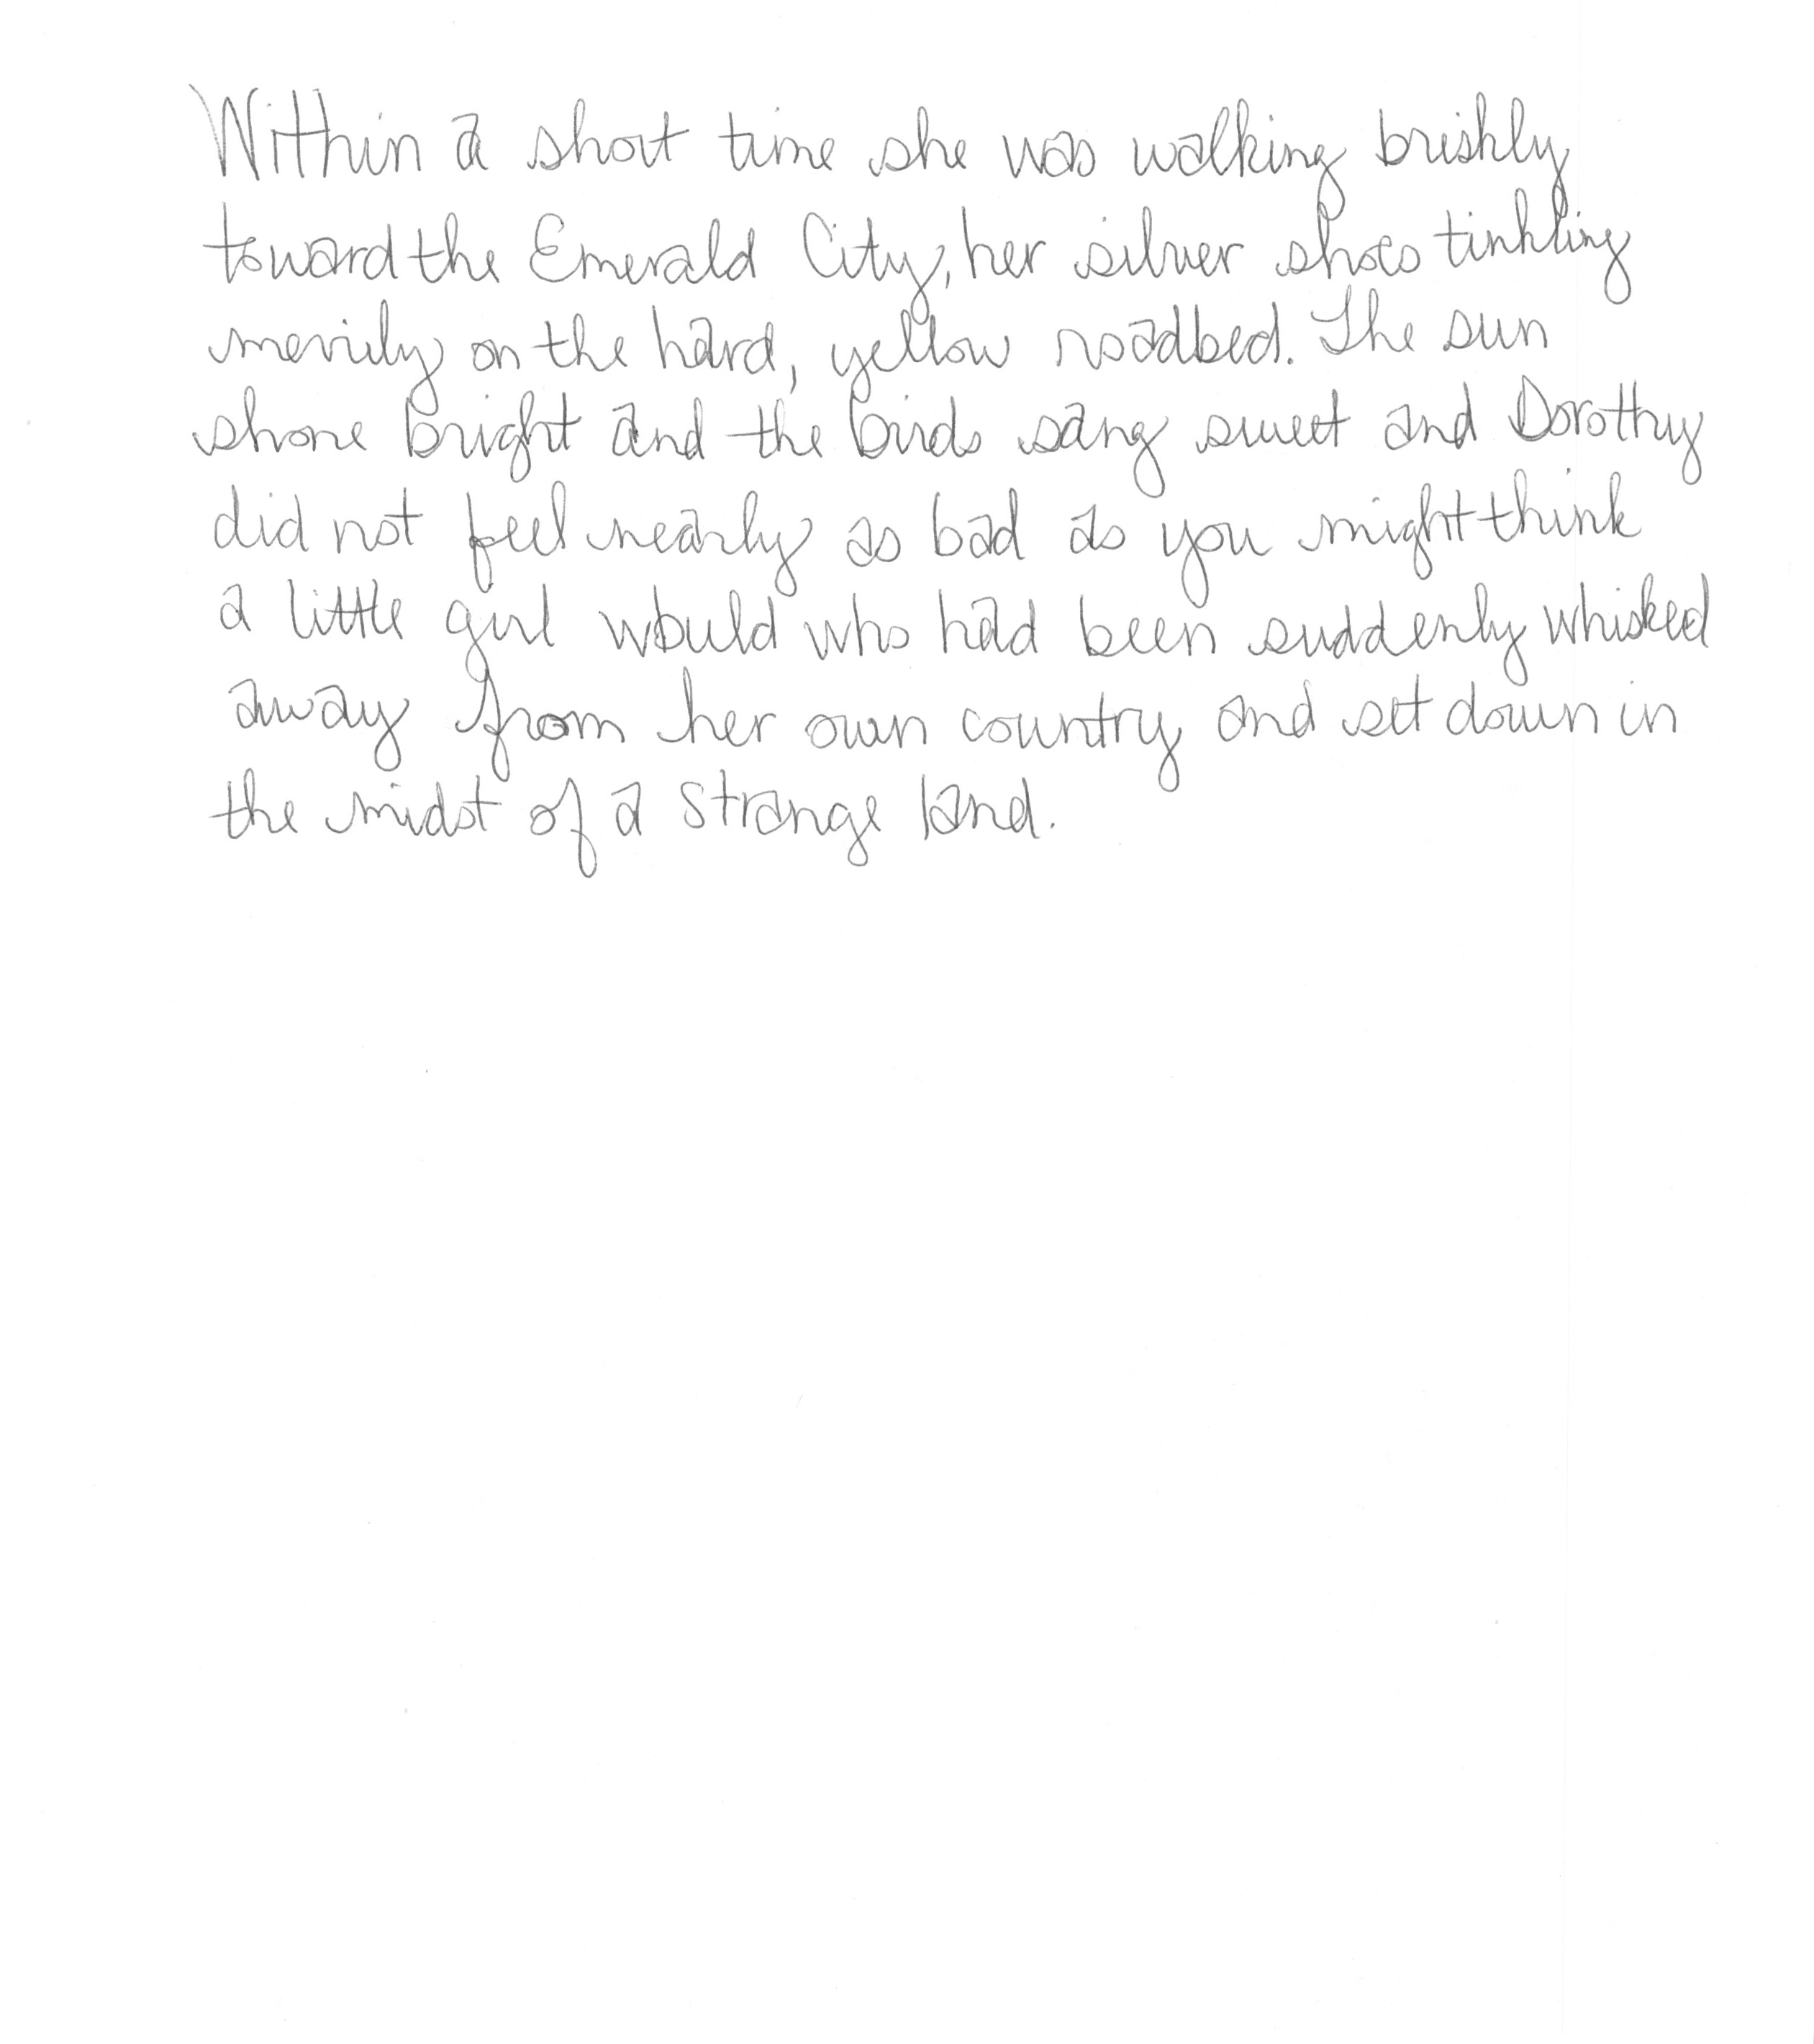 Within a short time she was walking briskly
toward the Emerald City, her silver shoes tinkling
merrily on the hard, yellow roadbed. The sun
shone bright and the birds sang sweet and Dorothy
did not feel nearly as bad as you might think
a little girl would who had been suddenly whisked
away from her own country and set down in
the midst of a strange land.